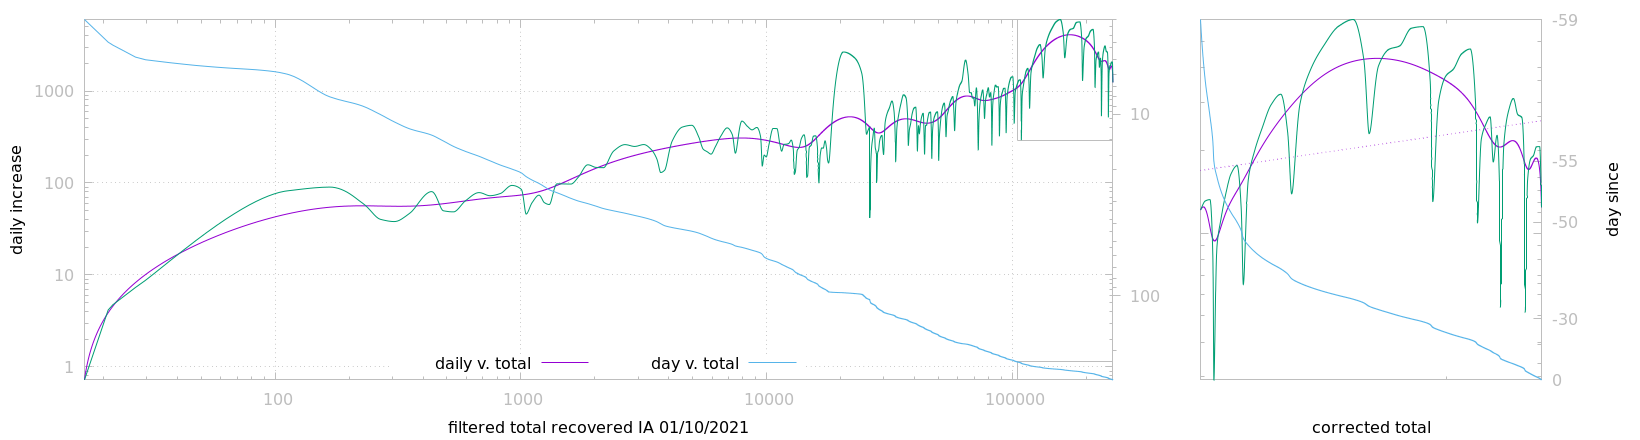 daily increase
1000
100
10
1
daily v. total
day v. total
100
1000
10000
100000
filtered total recovered IA 01/10/2021
10
100
-59
-55
-50
-30
0
day since
corrected total